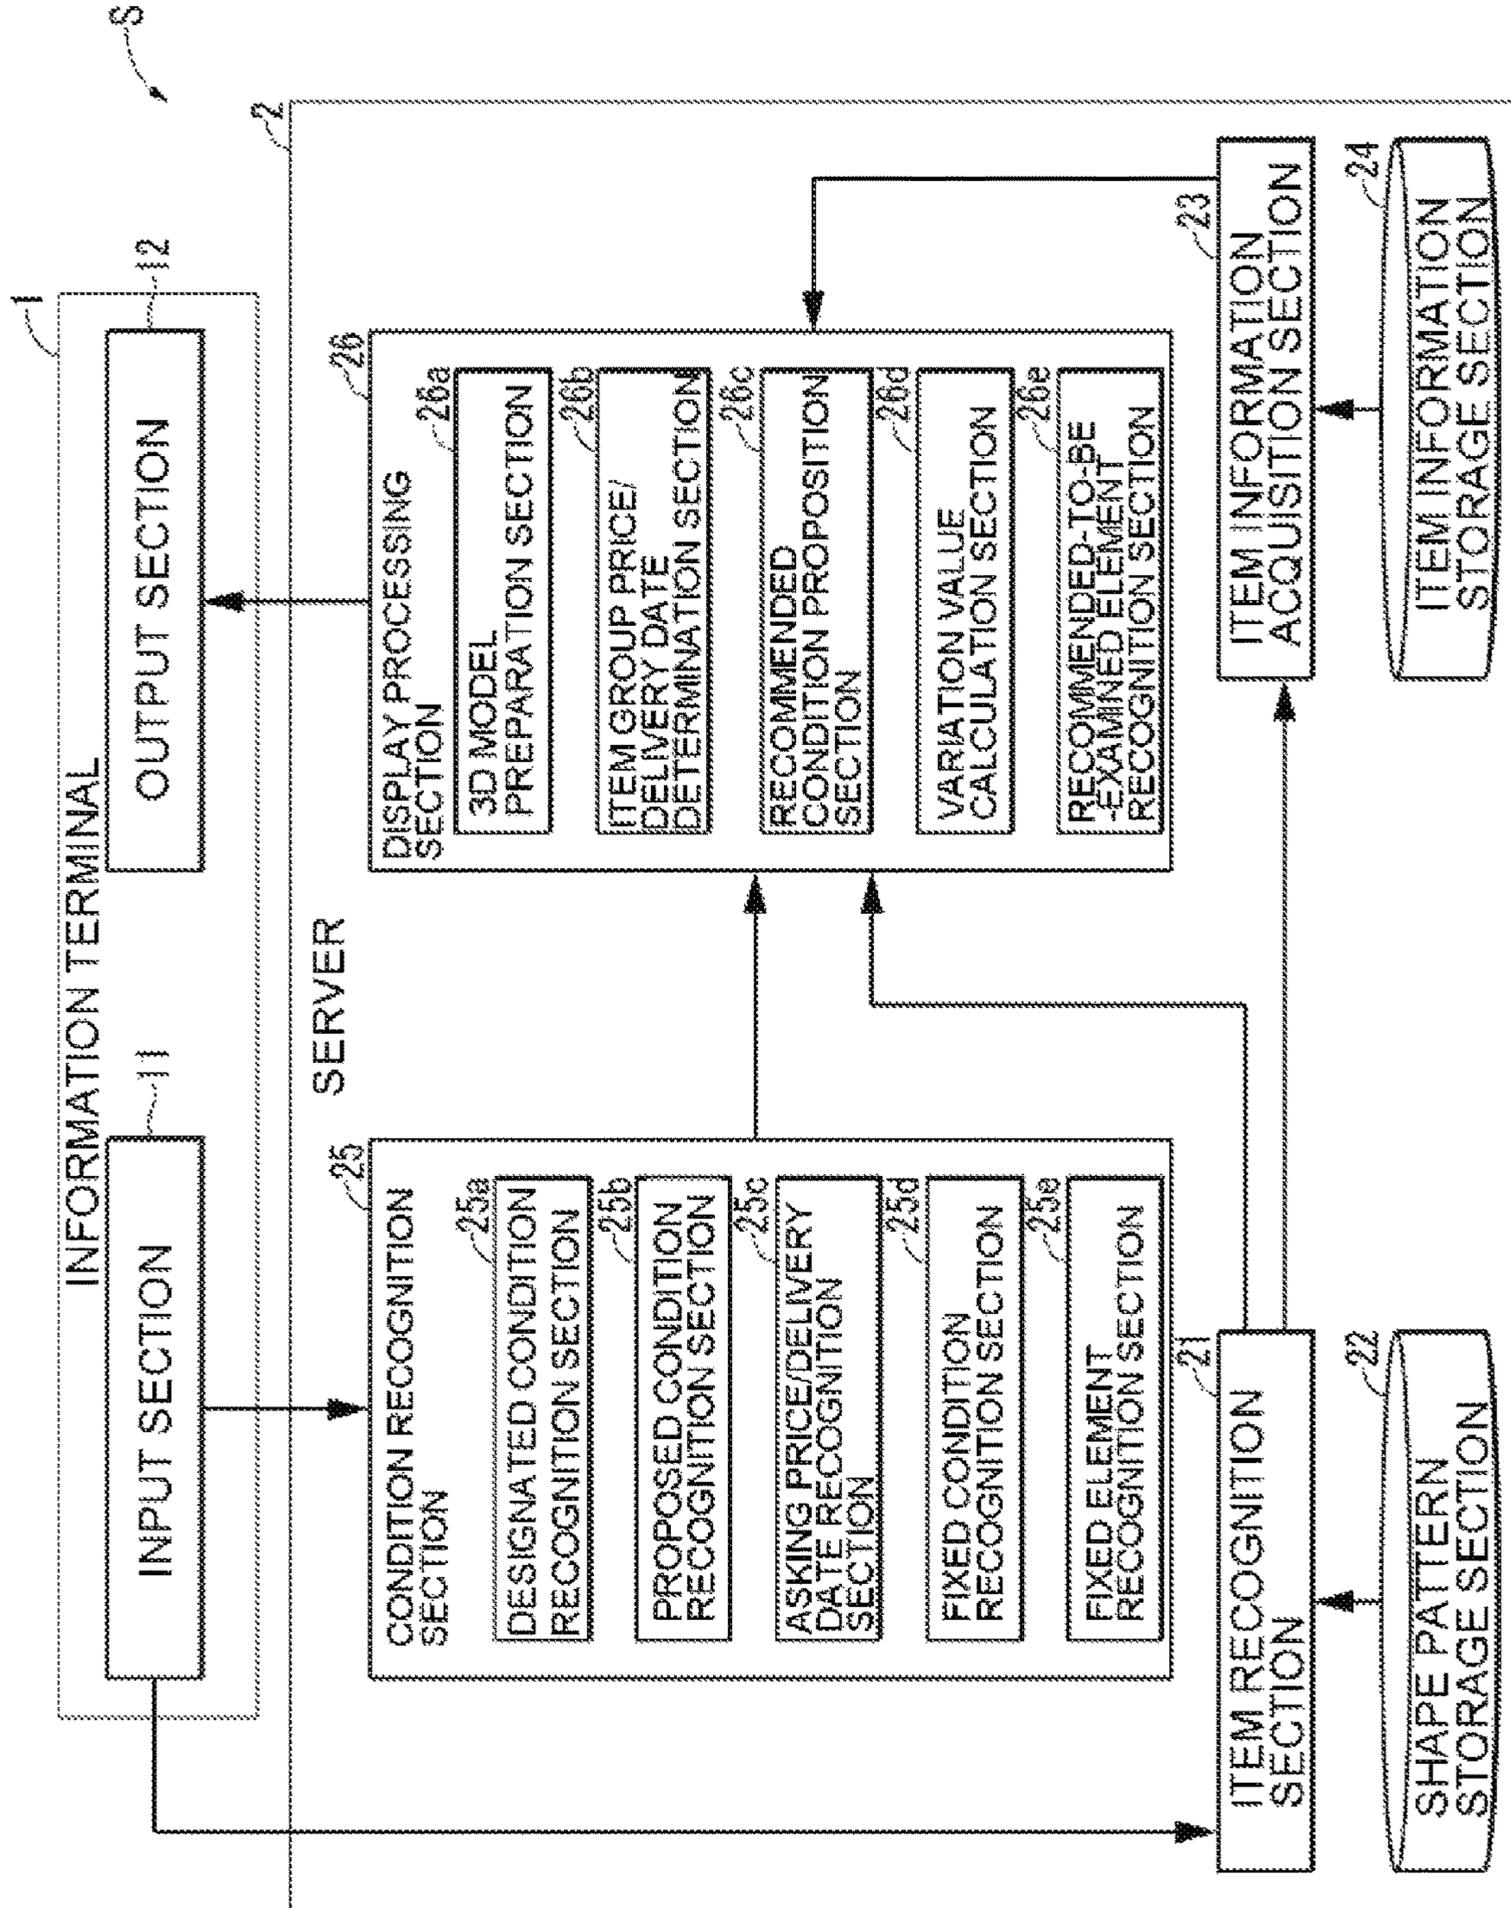 S
1
INFORMATION TERMINAL
11
INPUT SECTION
12
OUTPUT SECTION
2
SERVER
25
CONDITION RECOGNITION
SECTION
25a
DESIGNATED CONDITION
RECOGNITION SECTION
25b
PROPOSED CONDITION
RECOGNITION SECTION
25c
ASKING PRICE/DELIVERY
DATE RECOGNITION
SECTION
25d
FIXED CONDITION
RECOGNITION SECTION
25e
FIXED ELEMENT
RECOGNITION SECTION
26
DISPLAY PROCESSING
SECTION
26a
3D MODEL
PREPARATION SECTION
26b
ITEM GROUP PRICE/
DELIVERY DATE
DETERMINATION SECTION
26c
RECOMMENDED
CONDITION PROPOSITION
SECTION
26d
VARIATION VALUE
CALCULATION SECTION
26e
RECOMMENDED-TO-BE
-EXAMINED ELEMENT
RECOGNITION SECTION
21
ITEM RECOGNITION
SECTION
23
ITEM INFORMATION
ACQUISITION SECTION
22
SHAPE PATTERN
STORAGE SECTION
24
ITEM INFORMATION
STORAGE SECTION